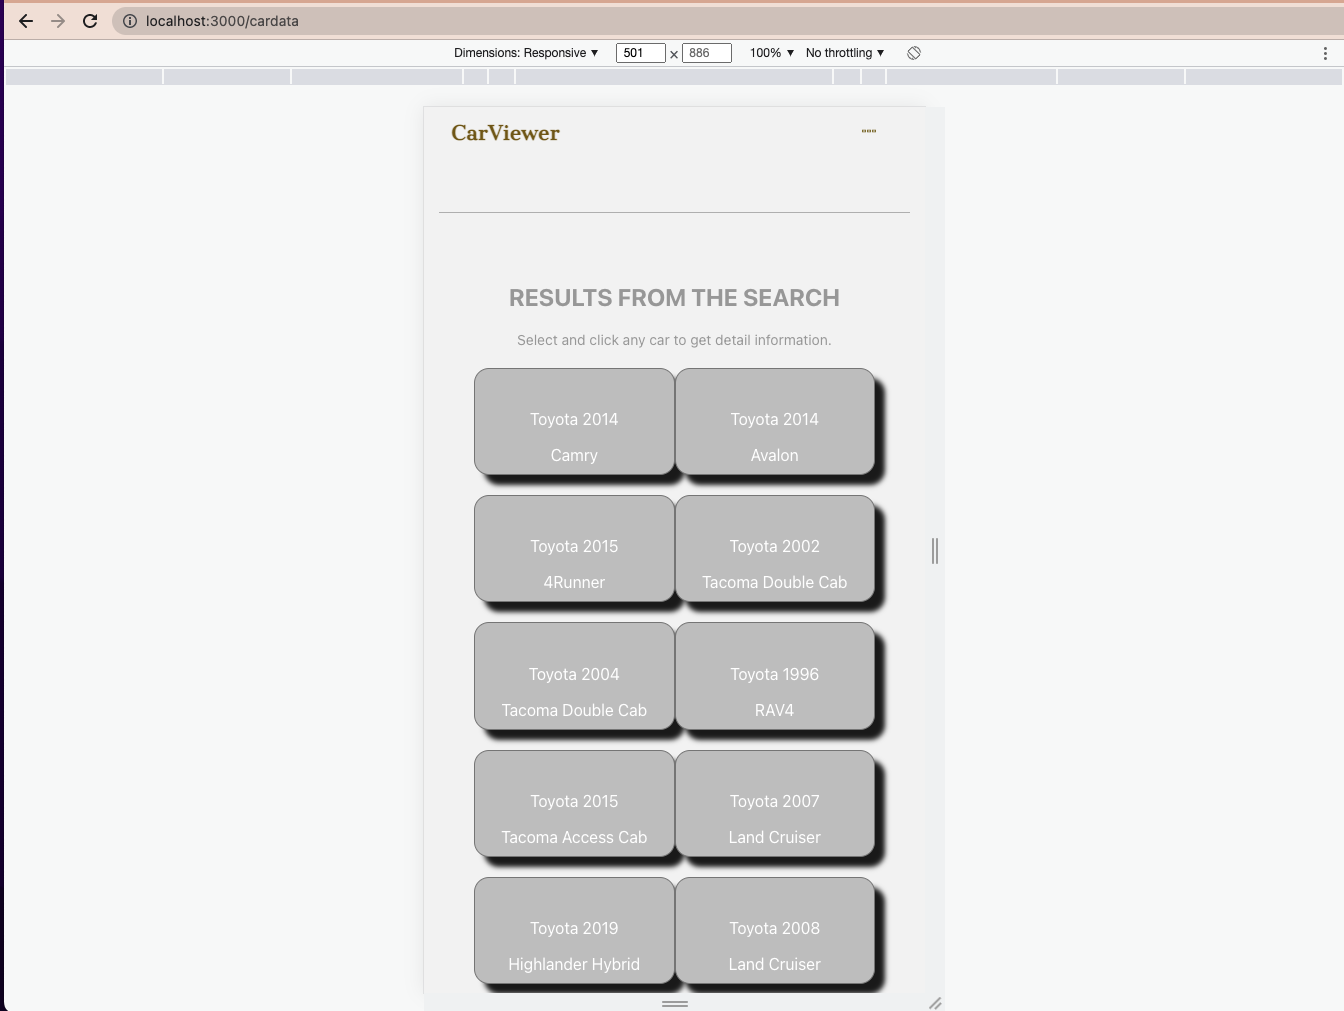 localhost:3000/cardata
Dimensions: Responsive ▼ 501 × 886 100% ▼ No throttling ▼
CarViewer
RESULTS FROM THE SEARCH
Select and click any car to get detail information.
Toyota 2014
Camry
Toyota 2014
Avalon
Toyota 2015
4Runner
Toyota 2002
Tacoma Double Cab
Toyota 2004
Tacoma Double Cab
Toyota 1996
RAV4
Toyota 2015
Tacoma Access Cab
Toyota 2007
Land Cruiser
Toyota 2019
Highlander Hybrid
Toyota 2008
Land Cruiser